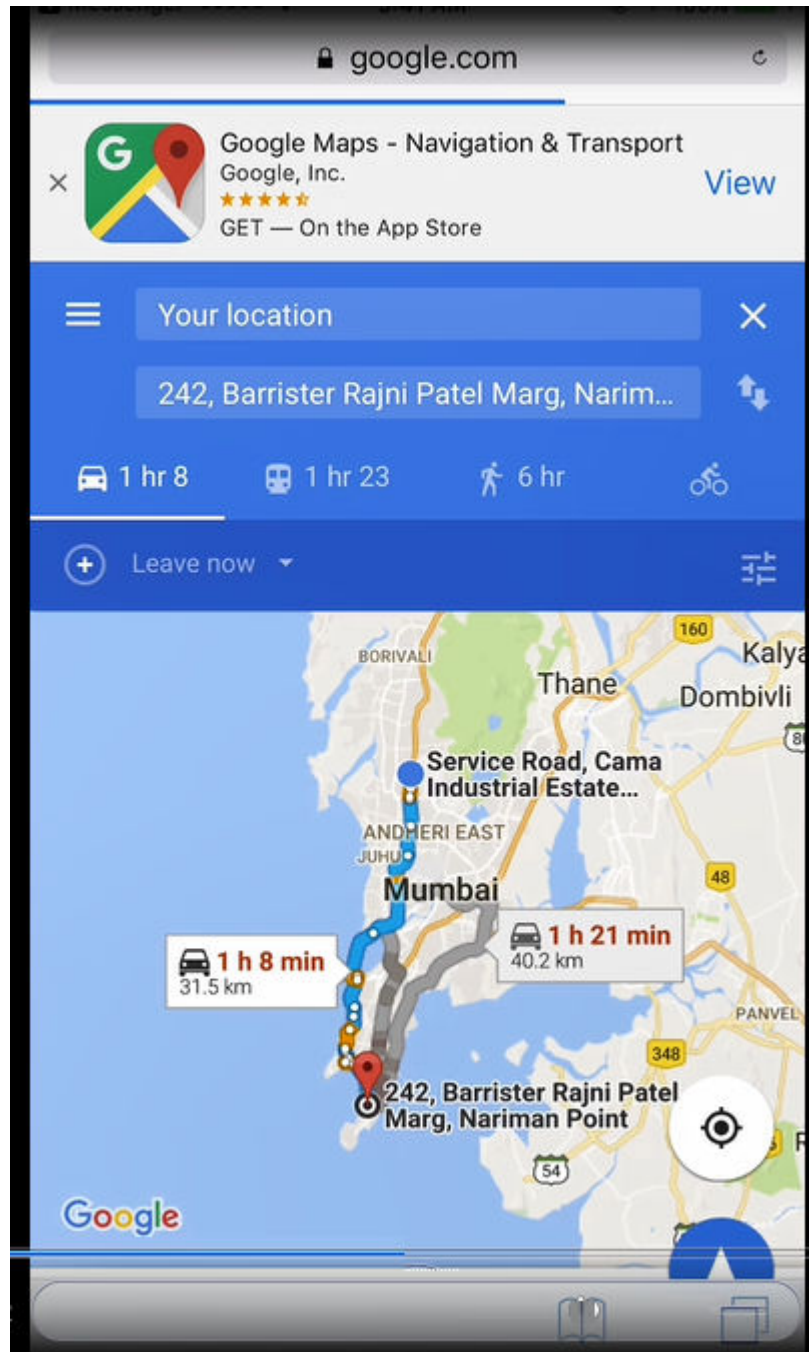 google.com
Google Maps - Navigation & Transport
Google, Inc.
GET — On the App Store
View
Your location
242, Barrister Rajni Patel Marg, Narim...
1 hr 8
1 hr 23
6 hr
Leave now
BORIVALI
160
Kalya
Thane
Dombivli
Service Road, Cama
Industrial Estate...
ANDHERI EAST
JUHU
Mumbai
48
1 h 8 min
31.5 km
1 h 21 min
40.2 km
PANVEL
348
242, Barrister Rajni Patel
Marg, Nariman Point
54
Google